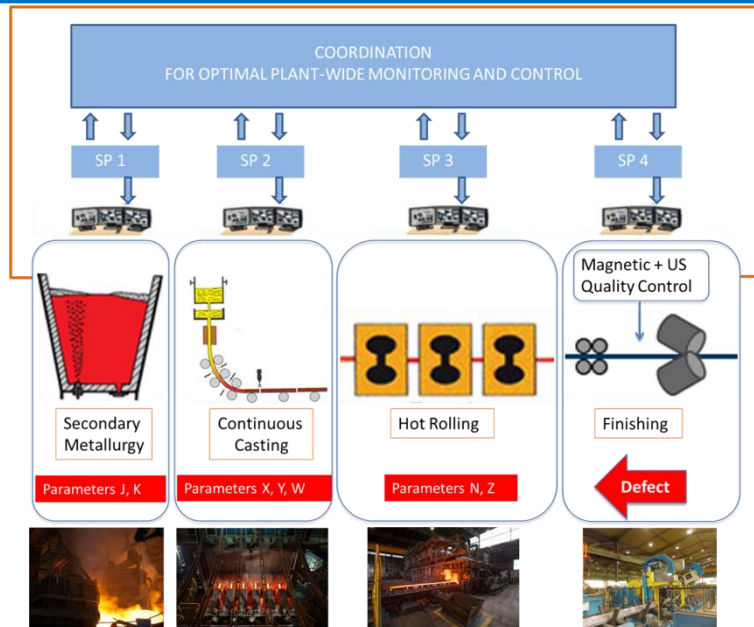 COORDINATION
FOR OPTIMAL PLANT-WIDE MONITORING AND CONTROL
SP 1
SP 2
SP 3
SP 4
Magnetic + US
Quality Control
Secondary
Metallurgy
Continuous
Casting
Hot Rolling
Finishing
Parameters J, K
Parameters X, Y, W
Parameters N, Z
Defect